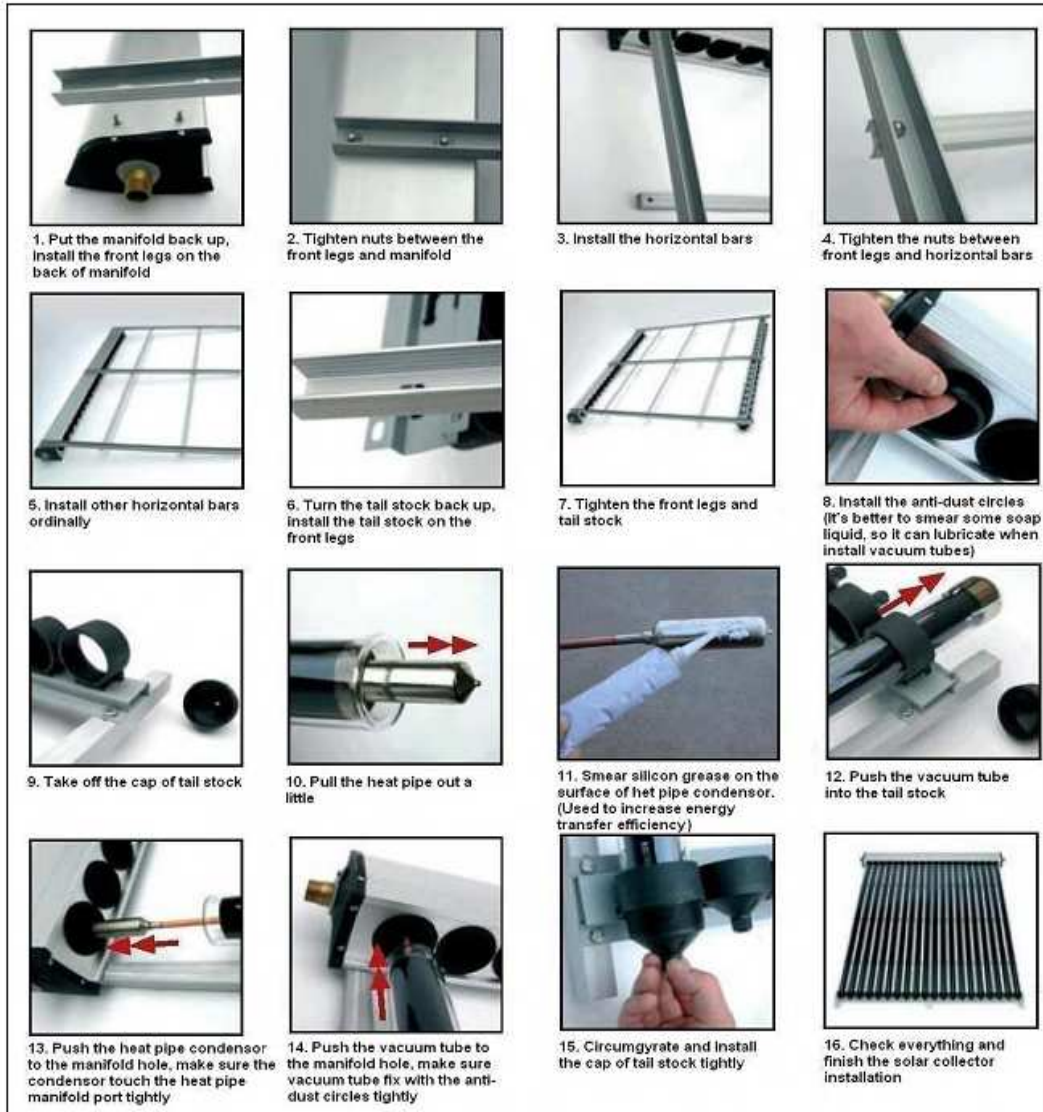 1. Put the manifold back up,
install the front legs on the
back of manifold
2. Tighten nuts between the
front legs and manifold
3. Install the horizontal bars
4. Tighten the nuts between
front legs and horizontal bars
5. Install other horizontal bars
ordinally
6. Turn the tail stock back up,
install the tail stock on the
front legs
7. Tighten the front legs and
tail stock
8. Install the anti-dust circles
(It's better to smear some soap
liquid, so it can lubricate when
install vacuum tubes)
9. Take off the cap of tail stock
10. Pull the heat pipe out a
little
11. Smear silicon grease on the
surface of het pipe condensor.
(Used to increase energy
transfer efficiency)
12. Push the vacuum tube
into the tail stock
13. Push the heat pipe condensor
to the manifold hole, make sure the
condensor touch the heat pipe
manifold port tightly
14. Push the vacuum tube to
the manifold hole, make sure
vacuum tube fix with the anti-
dust circles tightly
15. Circumgyrate and install
the cap of tail stock tightly
16. Check everything and
finish the solar collector
installation